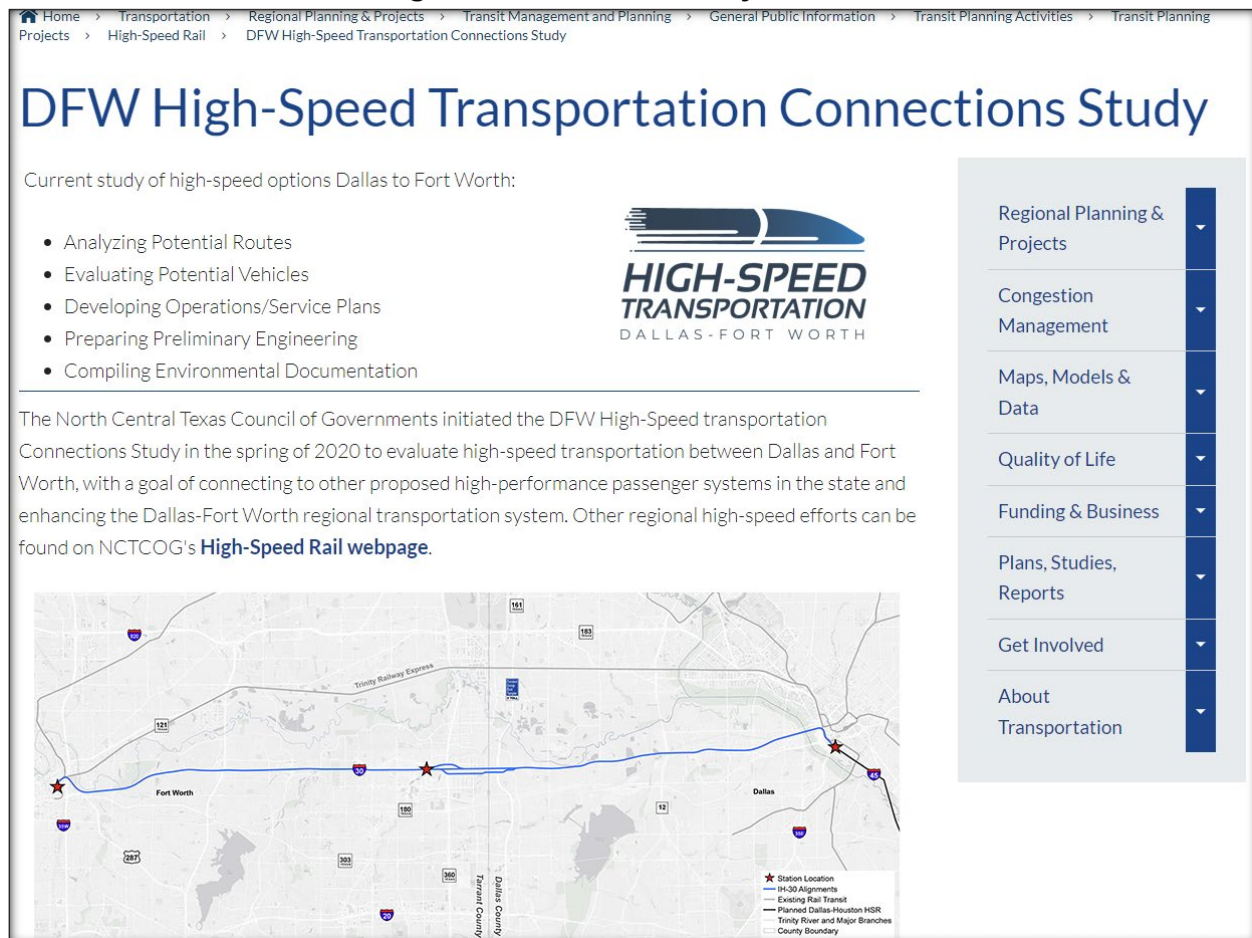 Home > Transportation > Regional Planning & Projects > Transit Management and Planning > General Public Information > Transit Planning Activities > Transit Planning
Projects > High-Speed Rail > DFW High-Speed Transportation Connections Study
DFW High-Speed Transportation Connections Study
Current study of high-speed options Dallas to Fort Worth:
• Analyzing Potential Routes
• Evaluating Potential Vehicles
• Developing Operations/Service Plans
• Preparing Preliminary Engineering
• Compiling Environmental Documentation
HIGH-SPEED
TRANSPORTATION
DALLAS-FORT WORTH
The North Central Texas Council of Governments initiated the DFW High-Speed transportation
Connections Study in the spring of 2020 to evaluate high-speed transportation between Dallas and Fort
Worth, with a goal of connecting to other proposed high-performance passenger systems in the state and
enhancing the Dallas-Fort Worth regional transportation system. Other regional high-speed efforts can be
found on NCTCOG's High-Speed Rail webpage.
Regional Planning &
Projects
Congestion
Management
Maps, Models &
Data
Quality of Life
Funding & Business
Plans, Studies,
Reports
Get Involved
About
Transportation
161
820
183
Trinity Railway Express
121
30
45
Fort Worth
Dallas
180
12
35W
35E
287
303
360
20
Tarrant County
Dallas County
Station Location
IH-30 Alignments
Existing Rail Transit
Planned Dallas-Houston HSR
Trinity River and Major Branches
County Boundary